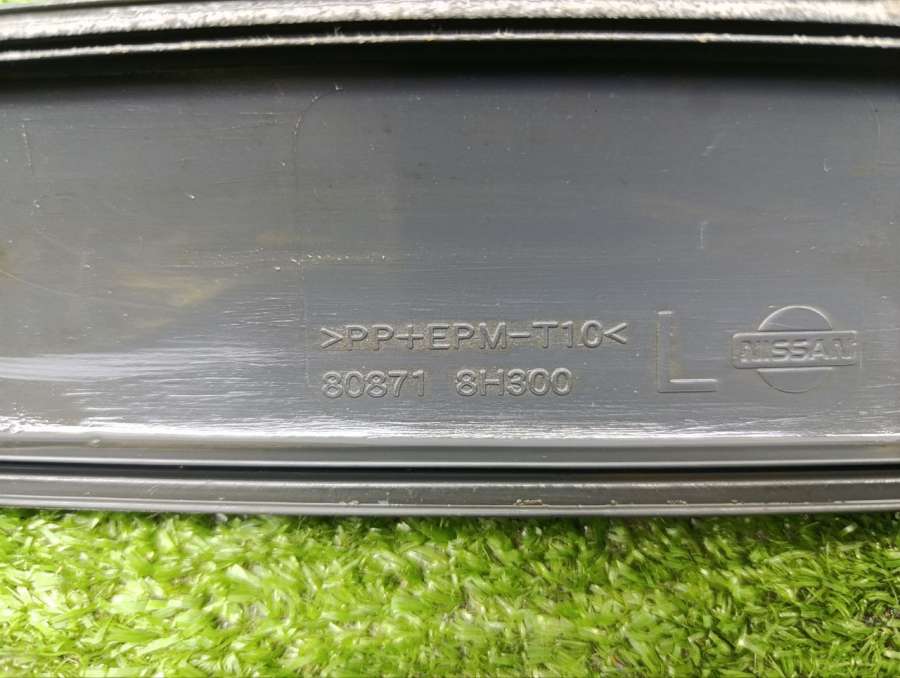 >PP+EPM-T10<
80871 8H300
L
NISSAN